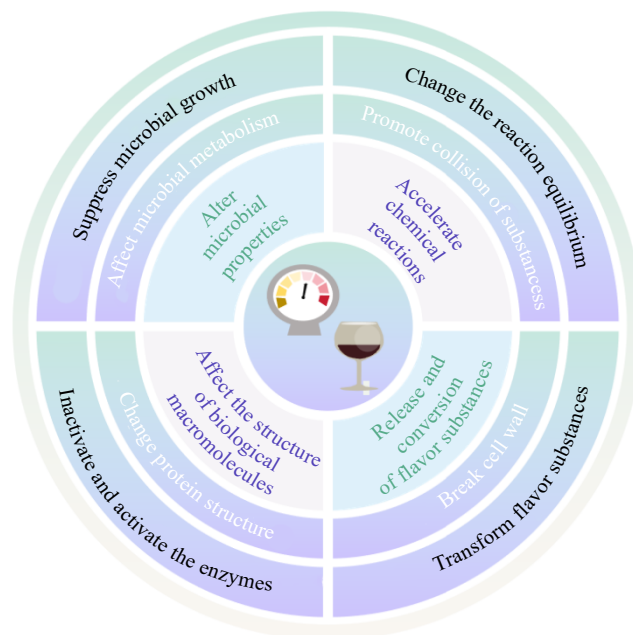 Suppress microbial growth
Affect microbial metabolism
Alter
microbial
properties
Change the reaction equilibrium
Promote collision of substancess
Accelerate
chemical
reactions
Affect the structure
of biological
macromolecules
Change protein structure
Inactivate and activate the enzymes
Release and
conversion
of flavor substances
Break cell wall
Transform flavor substances